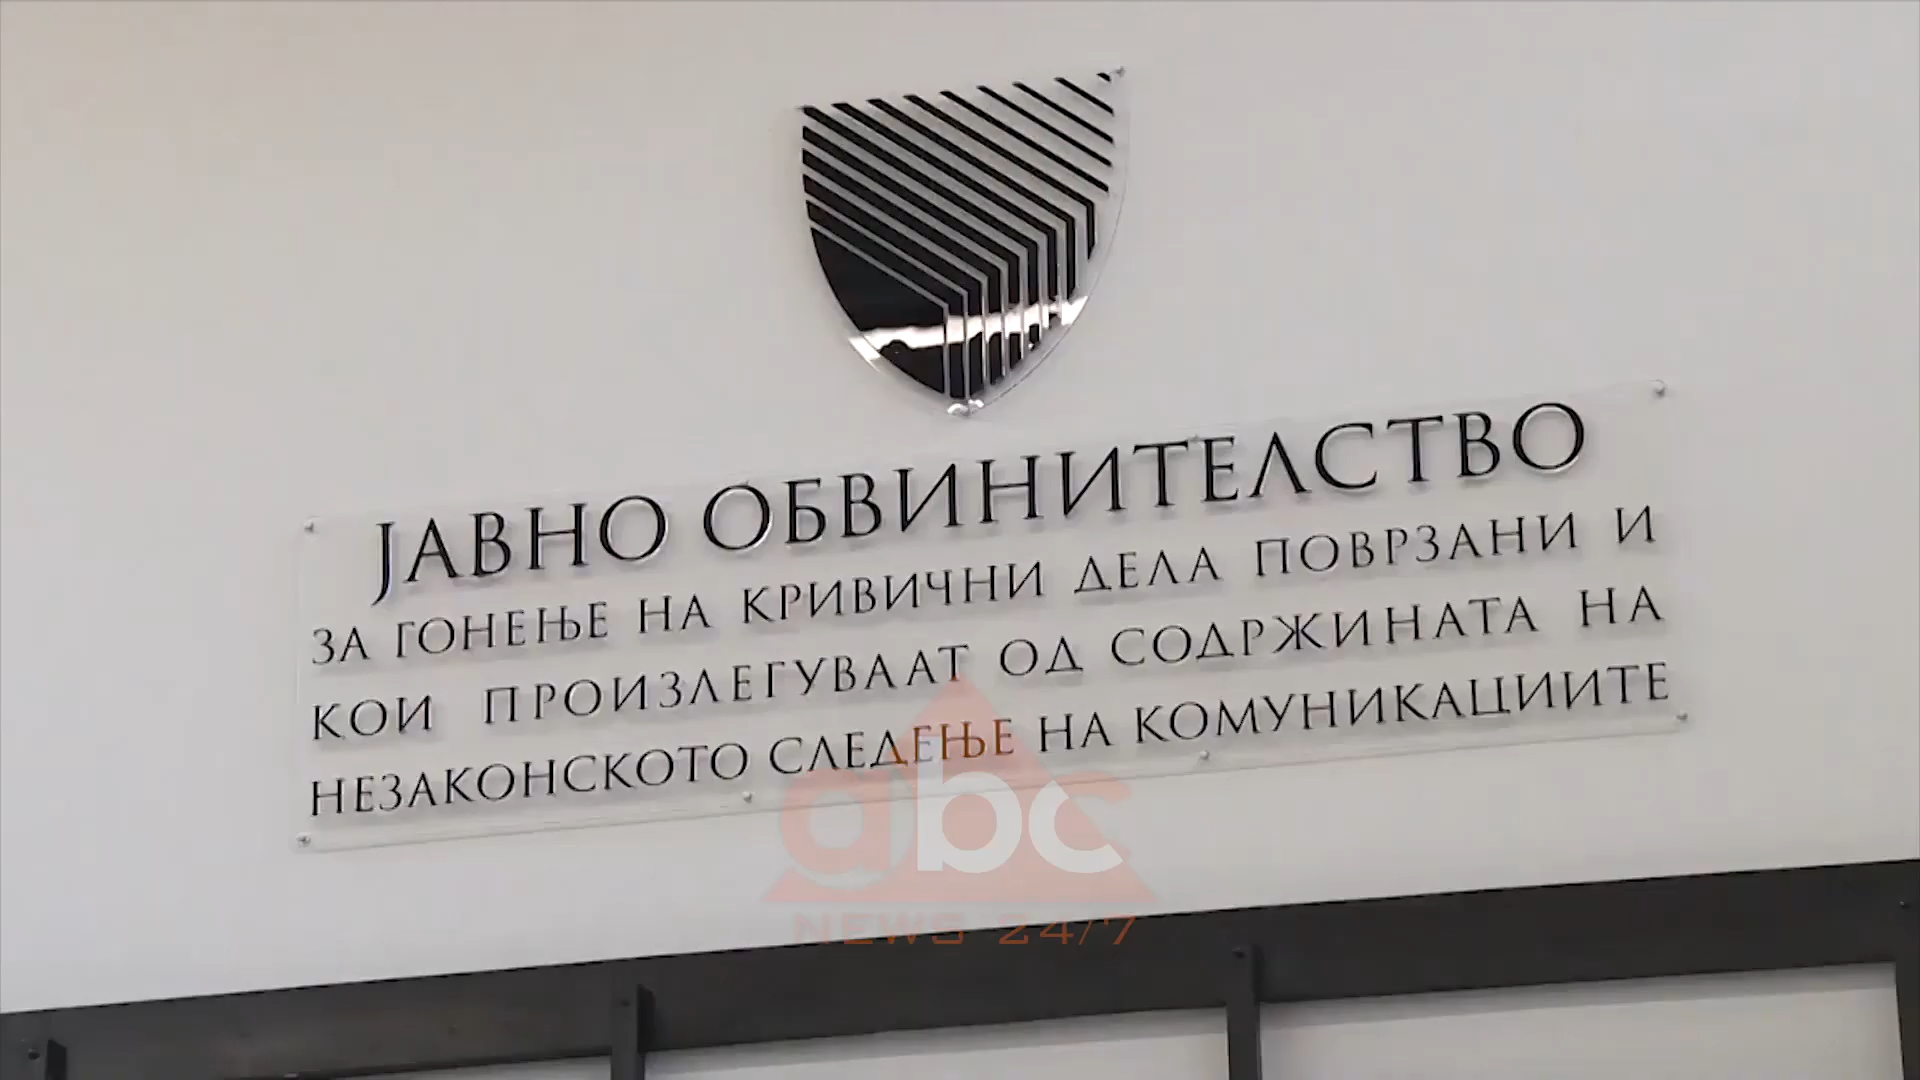 ЈАВНО ОБВИНИТЕЛСТВО
ЗА ГОНЕЊЕ НА КРИВИЧНИ ДЕЛА ПОВРЗАНИ И
КОИ ПРОИЗЛЕГУВААТ ОД СОДРЖИНАТА НА
НЕЗАКОНСКОТО СЛЕДЕЊЕ НА КОМУНИКАЦИИТЕ
abc
NEWS 24/7